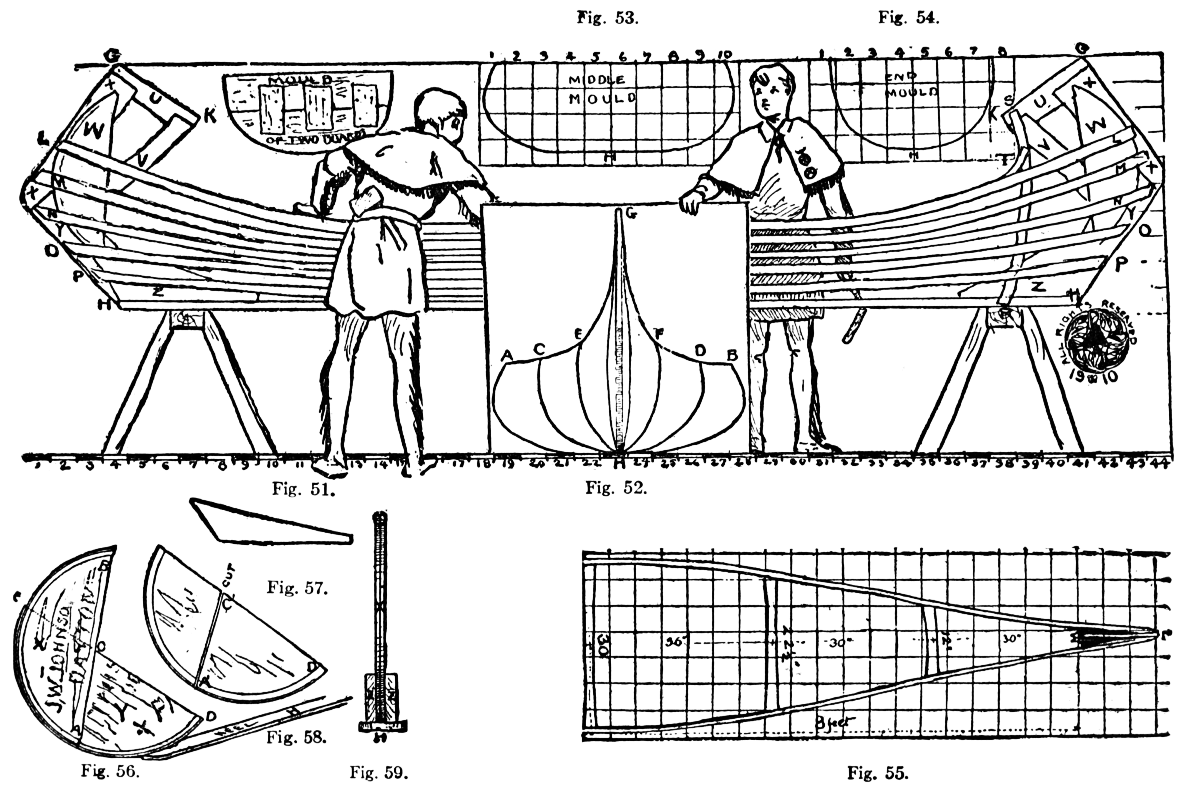 Fig. 53.
Fig. 54.
1 2 3 4 5 6 7 8 9 10
1 2 3 4 5 6 7 8
G
G
MOULD
OF TWO BOARDS
MIDDLE
MOULD
H
END
MOULD
H
X
U
K
W
L
V
X
M
N
Y
O
P
Z
H
K
S
U
X
V
W
L
M
X
N
Y
O
P
Z
H
T
G
E
F
A
C
D
B
H
ALL RIGHTS RESERVED
1910
1 2 3 4 5 6 7 8 9 10 11 13 14 17 18 19 20 21 22 24 25 26 27 28 29 30 31 32 33 34 35 36 37 38 39 40 41 42 43 44
Fig. 51.
Fig. 52.
Fig. 57.
CUT
C
D
B
X
J.W. JOHNSO
DAYTON
A
D
KEEL
H
Fig. 58.
Fig. 56.
Fig. 59.
30
96"
22½"
30"
12"
30"
8 feet
Fig. 55.